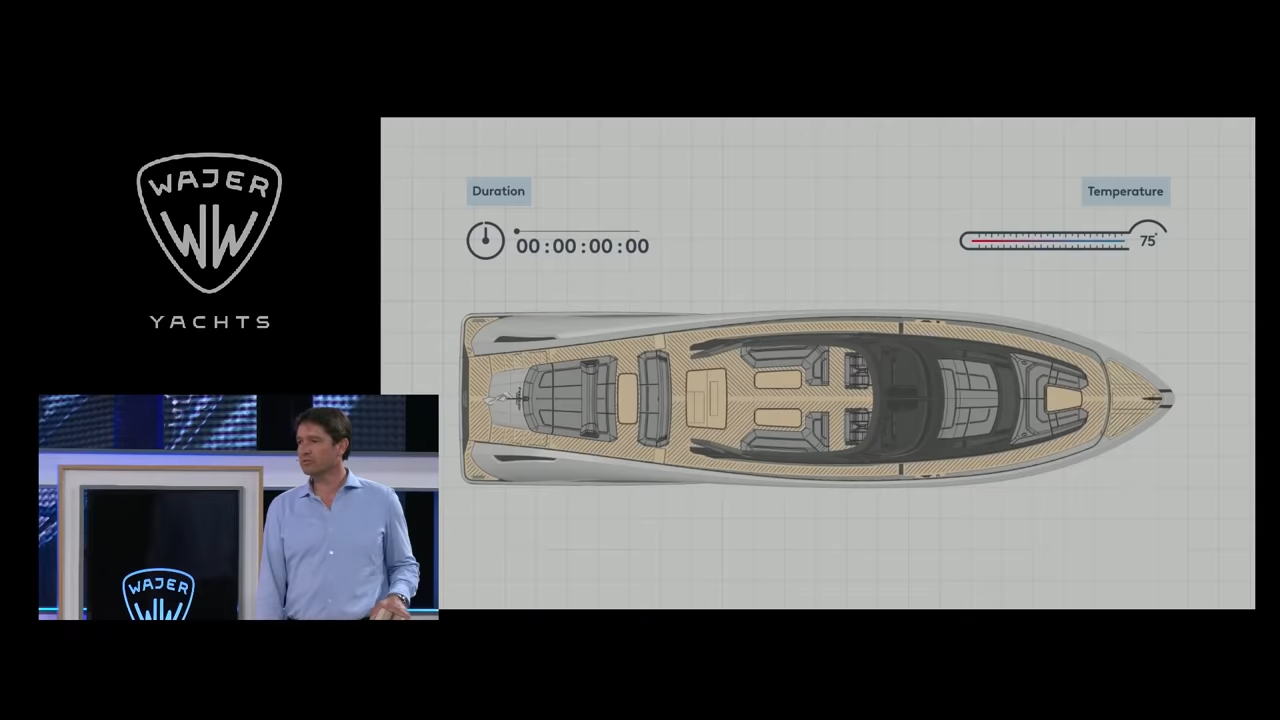 WAJER
W
YACHTS
Duration
00:00:00:00
Temperature
75°
WAJER
W